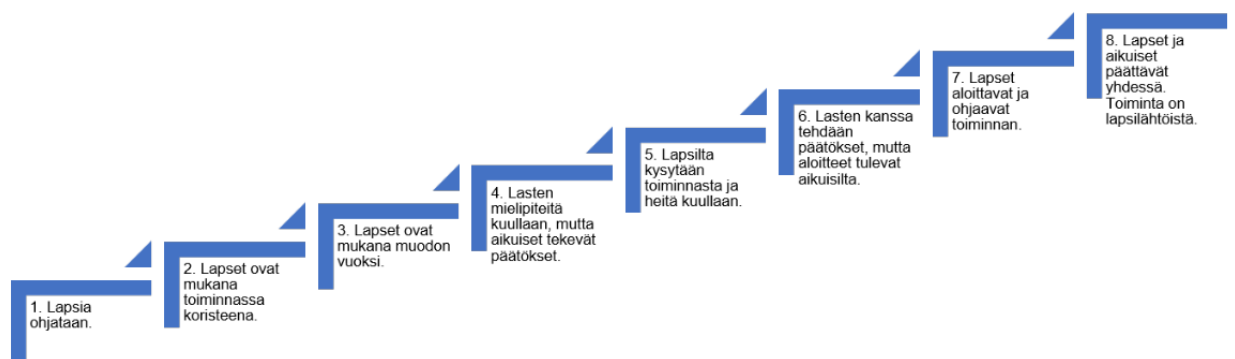 1. Lapsia
ohjataan.
2. Lapset ovat
mukana
toiminnassa
koristeena.
3. Lapset ovat
mukana muodon
vuoksi.
4. Lasten
mielipiteitä
kuullaan, mutta
aikuiset tekevät
päätökset.
5. Lapsilta
kysytään
toiminnasta ja
heitä kuullaan.
6. Lasten kanssa
tehdään
päätökset, mutta
aloitteet tulevat
aikuisilta.
7. Lapset
aloittavat ja
ohjaavat
toiminnan.
8. Lapset ja
aikuiset
päättävät
yhdessä.
Toiminta on
lapsilähtöistä.